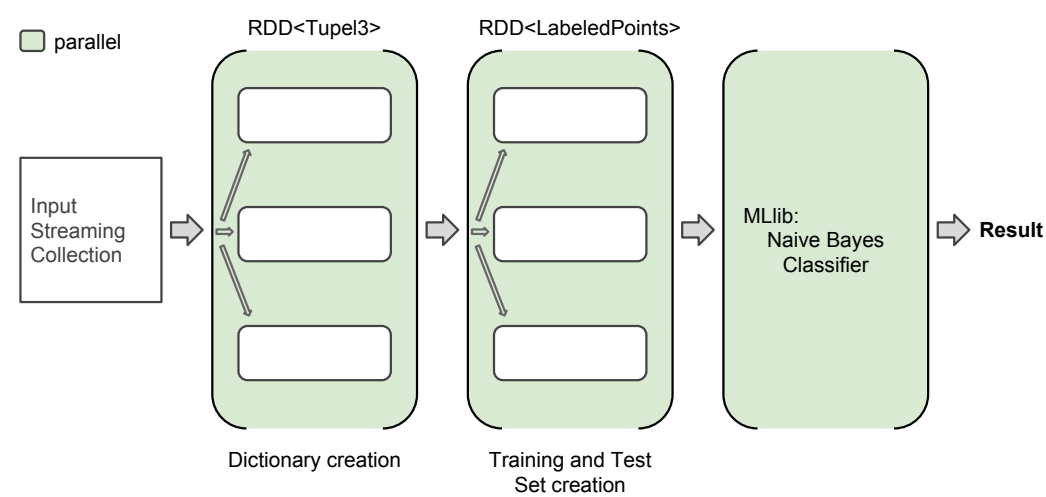 RDD<Tupel3>
RDD<LabeledPoints>
parallel
Input
Streaming
Collection
MLlib:
Naive Bayes
Classifier
Result
Dictionary creation
Training and Test
Set creation